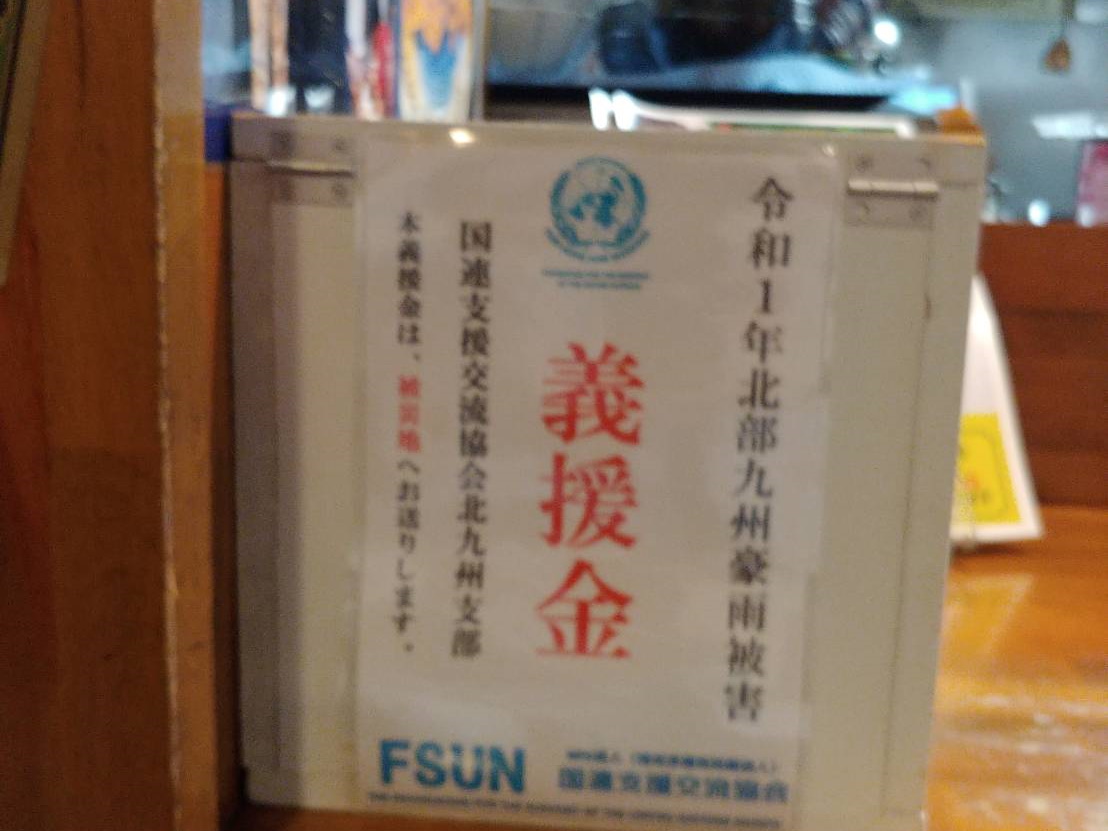 令和1年北部九州豪雨被害
義援金
国連支援交流協会北九州支部
本義援金は、被災地へお送りします。
FSUN
国連支援交流協会